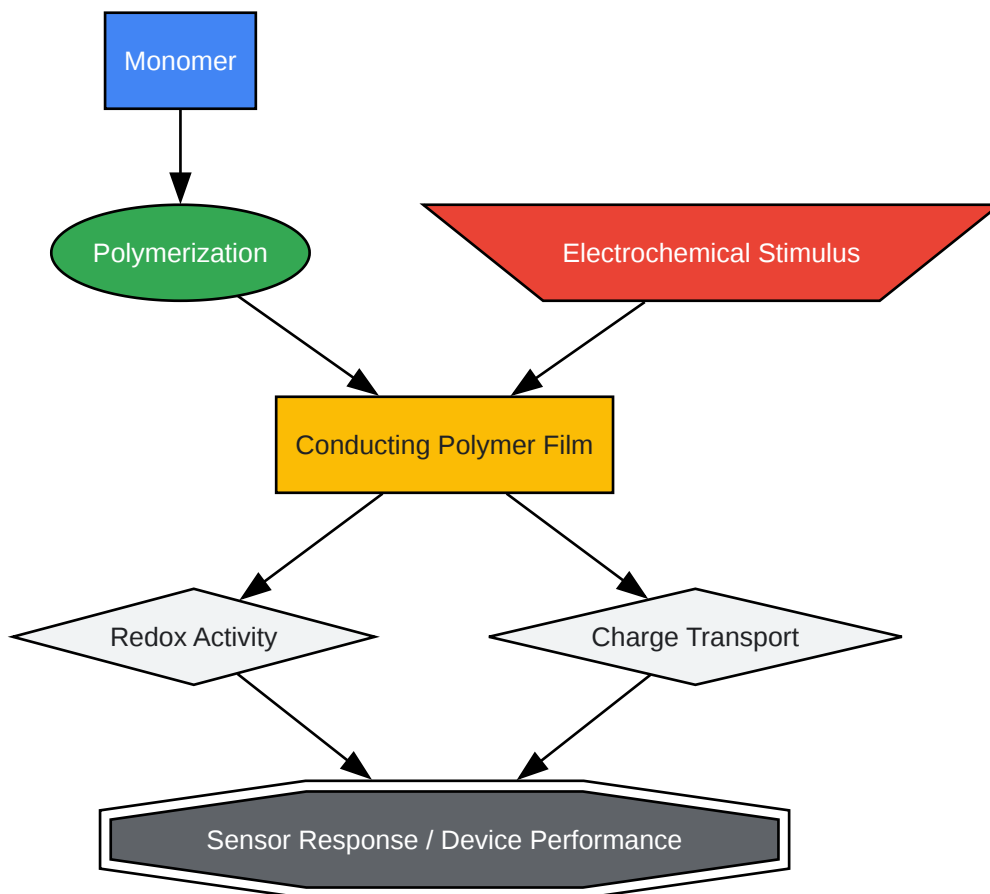 Monomer
Polymerization
Electrochemical Stimulus
Conducting Polymer Film
Redox Activity
Charge Transport
Sensor Response / Device Performance